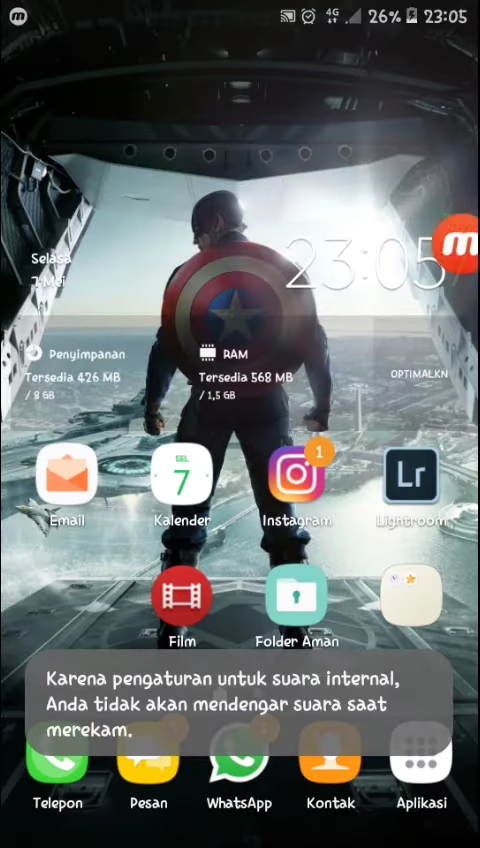 4G 26% 23:05
Selasa
7 Mei
23:05
Penyimpanan
Tersedia 426 MB
/ 8 GB
RAM
Tersedia 568 MB
/ 1,5 GB
OPTIMALKN
Email
SEL
7
Kalender
1
Instagram
Lr
Lightroom
Film
Folder Aman
Karena pengaturan untuk suara internal,
Anda tidak akan mendengar suara saat
merekam.
Telepon
Pesan
WhatsApp
Kontak
Aplikasi